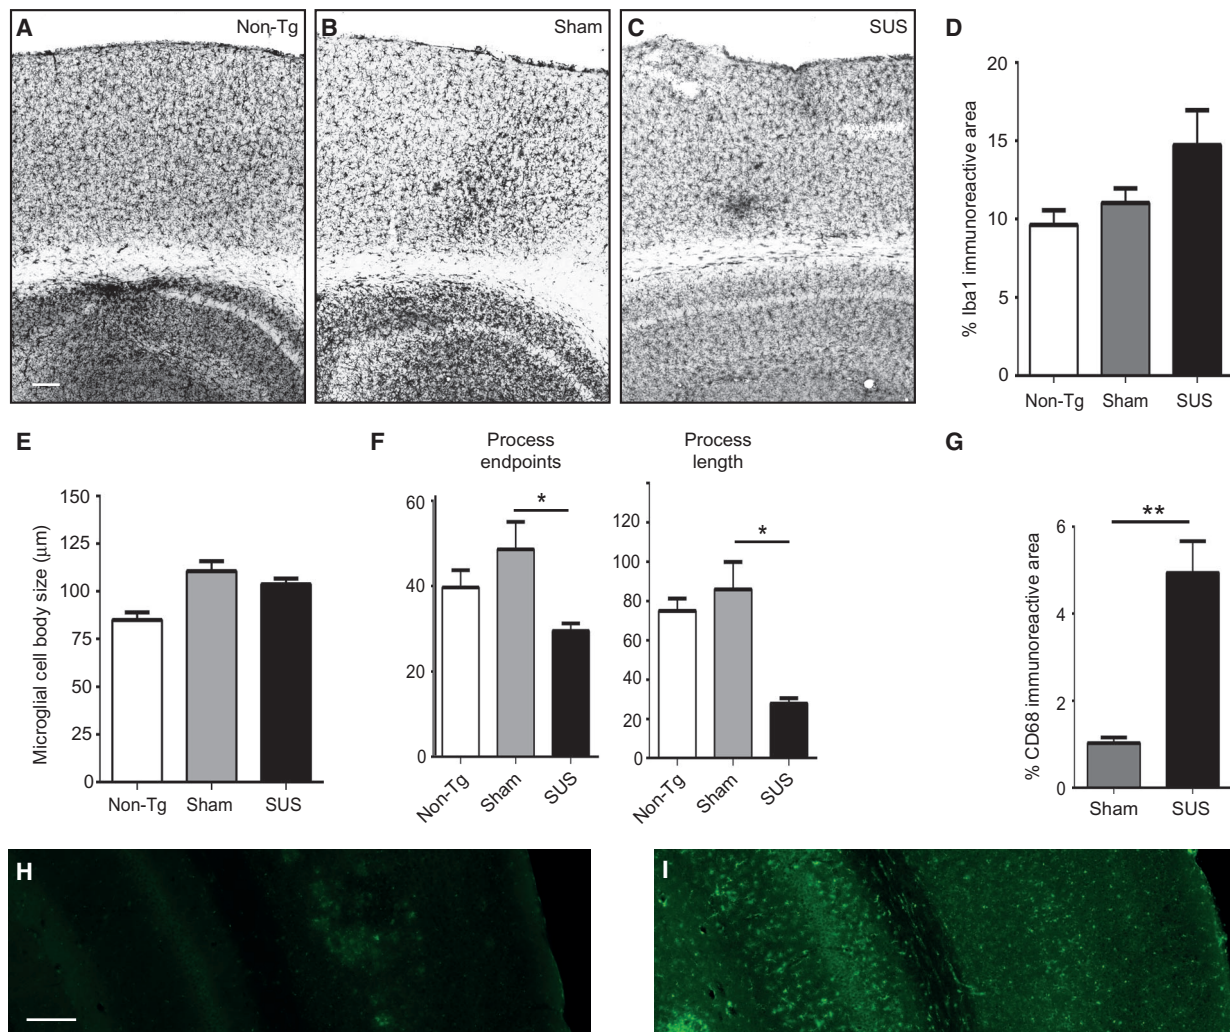 A
Non-Tg
B
Sham
C
SUS
D
20
15
10
5
0
% Iba1 immunoreactive area
Non-Tg
Sham
SUS
E
150
125
100
75
50
25
0
Microglial cell body size (μm)
Non-Tg
Sham
SUS
F
Process
endpoints
60
40
20
0
*
Non-Tg
Sham
SUS
Process
length
120
100
80
60
40
20
0
*
Non-Tg
Sham
SUS
G
6
4
2
0
% CD68 immunoreactive area
**
Sham
SUS
H
I